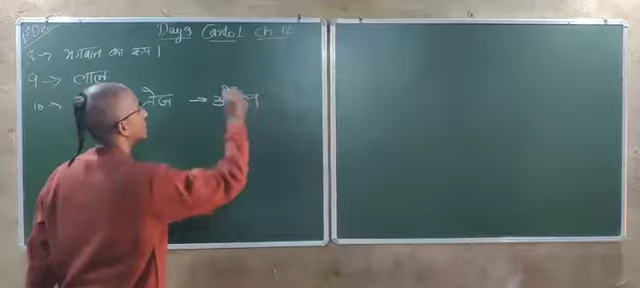 Day 3 Canto 1 Ch-12
8 → भगवान का रूप।
9 → लाल
10 → तेज →